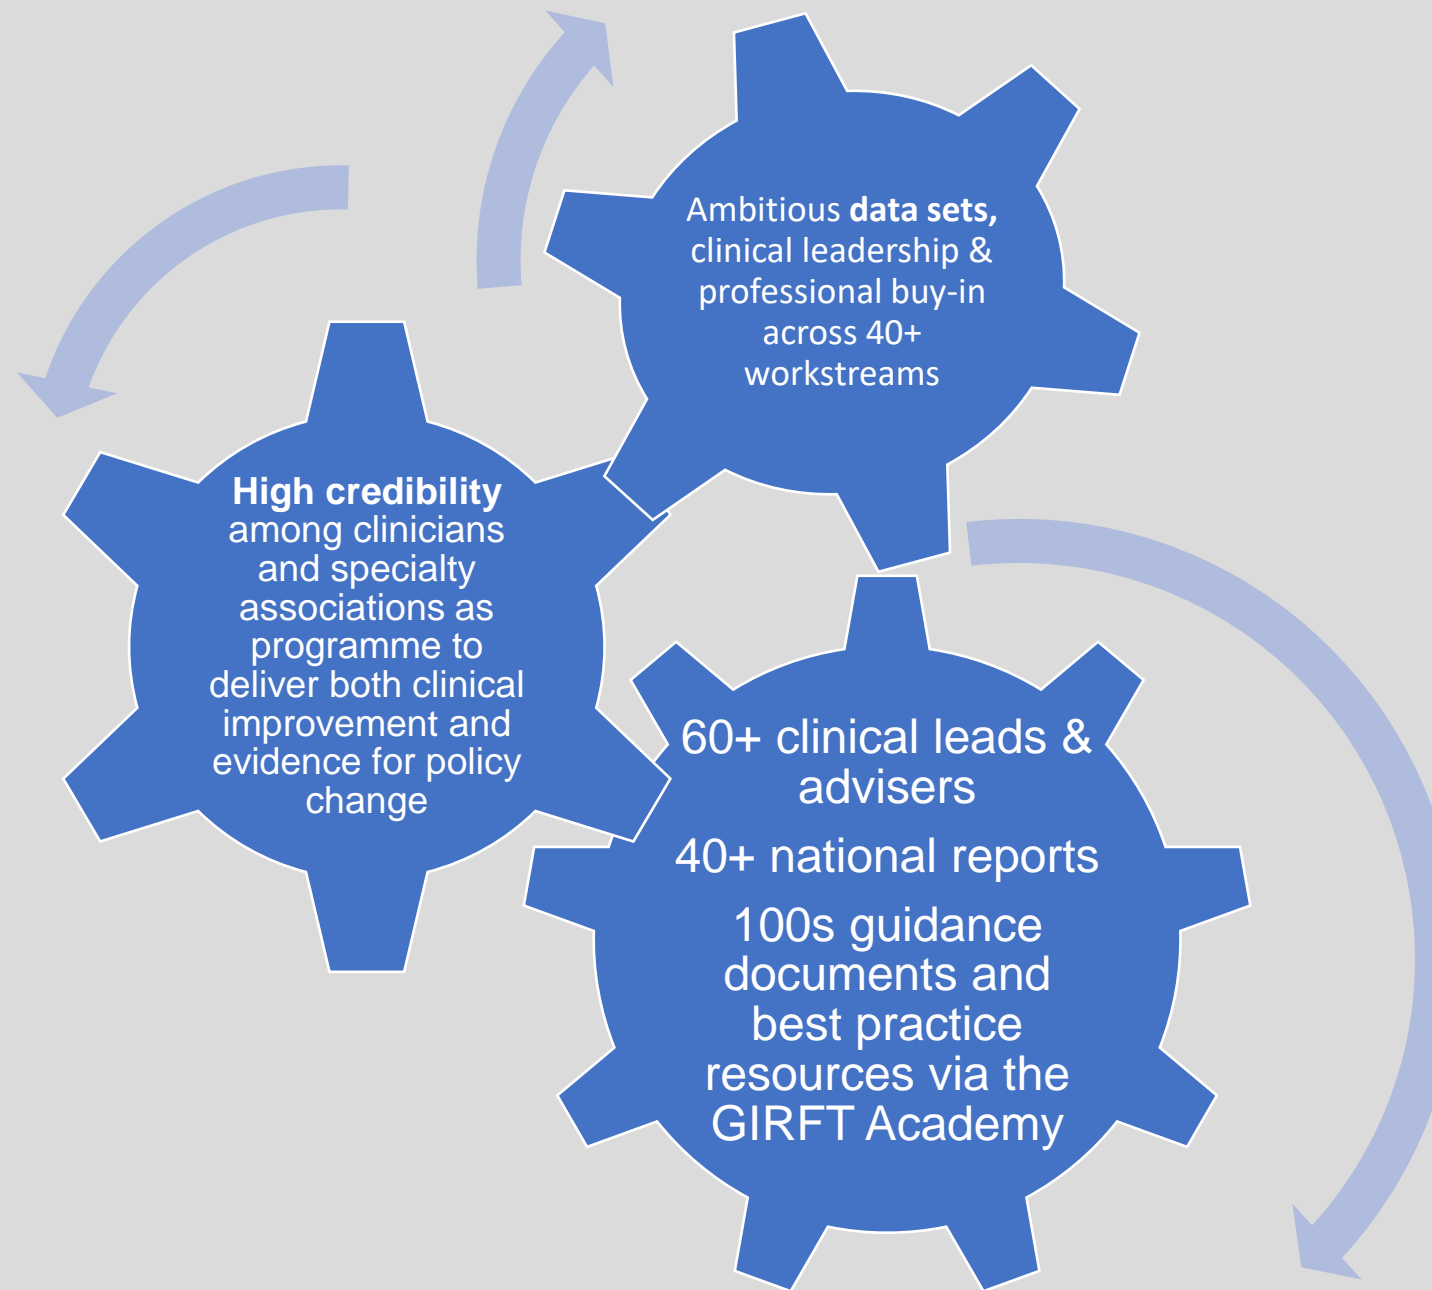 Ambitious data sets,
clinical leadership &
professional buy-in
across 40+
workstreams
High credibility
among clinicians
and specialty
associations as
programme to
deliver both clinical
improvement and
evidence for policy
change
60+ clinical leads &
advisers
40+ national reports
100s guidance
documents and
best practice
resources via the
GIRFT Academy